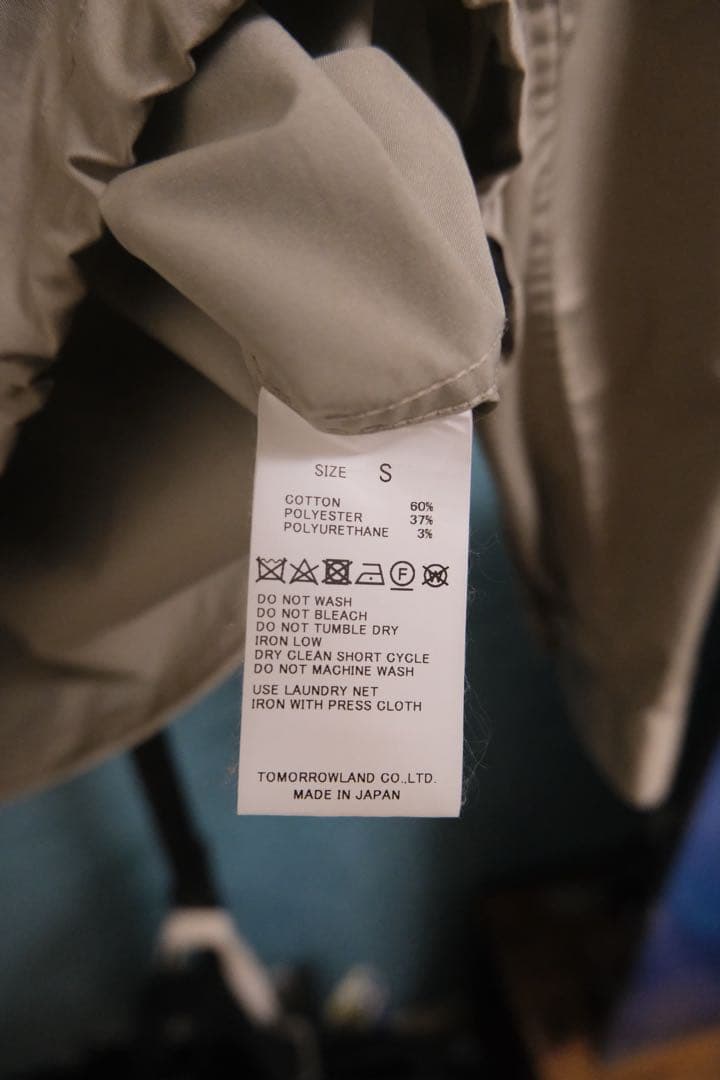 SIZE S
COTTON 60%
POLYESTER 37%
POLYURETHANE 3%
F W
DO NOT WASH
DO NOT BLEACH
DO NOT TUMBLE DRY
IRON LOW
DRY CLEAN SHORT CYCLE
DO NOT MACHINE WASH
USE LAUNDRY NET
IRON WITH PRESS CLOTH
TOMORROWLAND CO.,LTD.
MADE IN JAPAN